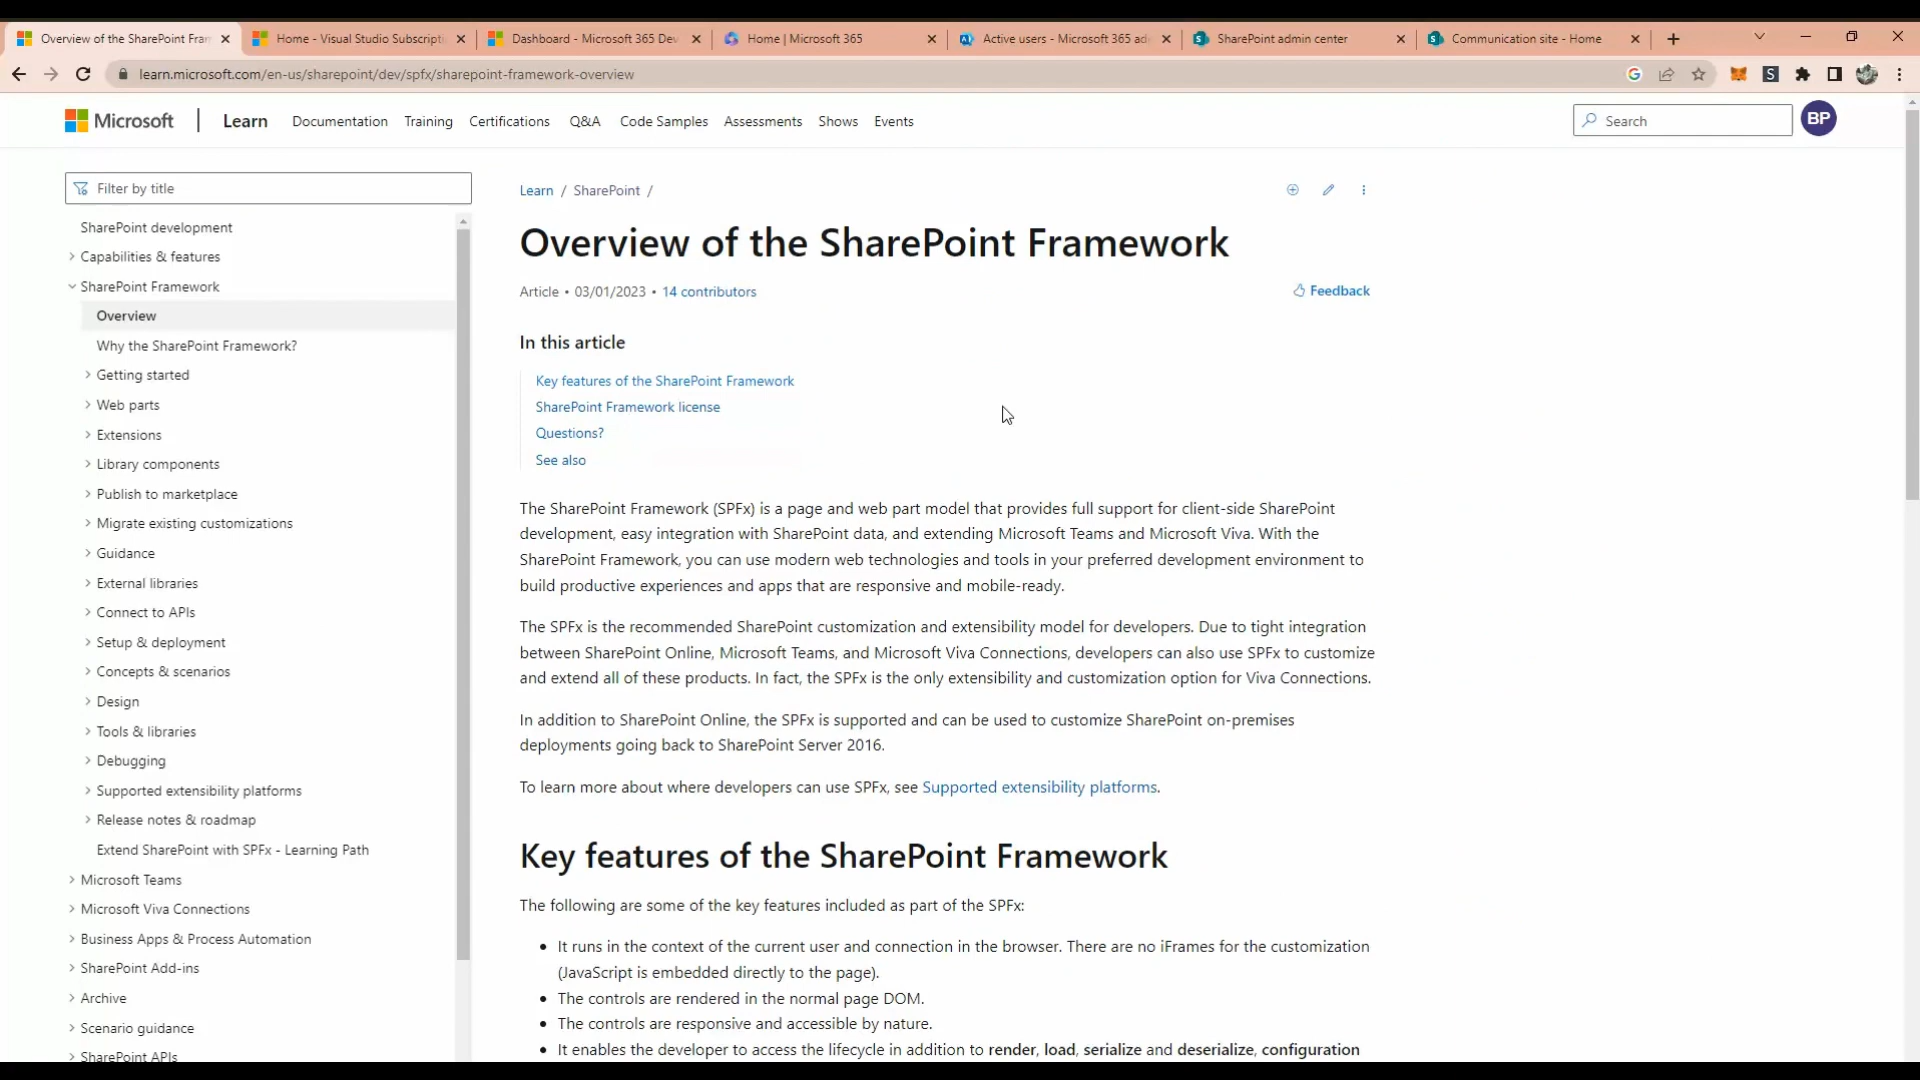 Overview of the SharePoint Fram
Home - Visual Studio Subscripti
Dashboard - Microsoft 365 Dev
Home | Microsoft 365
Active users - Microsoft 365 adr
SharePoint admin center
Communication site - Home
learn.microsoft.com/en-us/sharepoint/dev/spfx/sharepoint-framework-overview
Microsoft
Learn
Documentation
Training
Certifications
Q&A
Code Samples
Assessments
Shows
Events
Search
BP
Filter by title
SharePoint development
Capabilities & features
SharePoint Framework
Overview
Why the SharePoint Framework?
Getting started
Web parts
Extensions
Library components
Publish to marketplace
Migrate existing customizations
Guidance
External libraries
Connect to APIs
Setup & deployment
Concepts & scenarios
Design
Tools & libraries
Debugging
Supported extensibility platforms
Release notes & roadmap
Extend SharePoint with SPFx - Learning Path
Microsoft Teams
Microsoft Viva Connections
Business Apps & Process Automation
SharePoint Add-ins
Archive
Scenario guidance
SharePoint APIs
Learn / SharePoint /
Overview of the SharePoint Framework
Article • 03/01/2023 • 14 contributors
Feedback
In this article
Key features of the SharePoint Framework
SharePoint Framework license
Questions?
See also
The SharePoint Framework (SPFx) is a page and web part model that provides full support for client-side SharePoint
development, easy integration with SharePoint data, and extending Microsoft Teams and Microsoft Viva. With the
SharePoint Framework, you can use modern web technologies and tools in your preferred development environment to
build productive experiences and apps that are responsive and mobile-ready.
The SPFx is the recommended SharePoint customization and extensibility model for developers. Due to tight integration
between SharePoint Online, Microsoft Teams, and Microsoft Viva Connections, developers can also use SPFx to customize
and extend all of these products. In fact, the SPFx is the only extensibility and customization option for Viva Connections.
In addition to SharePoint Online, the SPFx is supported and can be used to customize SharePoint on-premises
deployments going back to SharePoint Server 2016.
To learn more about where developers can use SPFx, see Supported extensibility platforms.
Key features of the SharePoint Framework
The following are some of the key features included as part of the SPFx:
• It runs in the context of the current user and connection in the browser. There are no iFrames for the customization
(JavaScript is embedded directly to the page).
• The controls are rendered in the normal page DOM.
• The controls are responsive and accessible by nature.
• It enables the developer to access the lifecycle in addition to render, load, serialize and deserialize, configuration